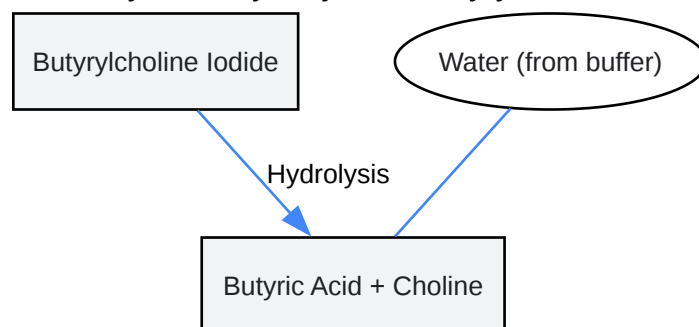 Butyrylcholine Iodide
Water (from buffer)
Hydrolysis
Butyric Acid + Choline